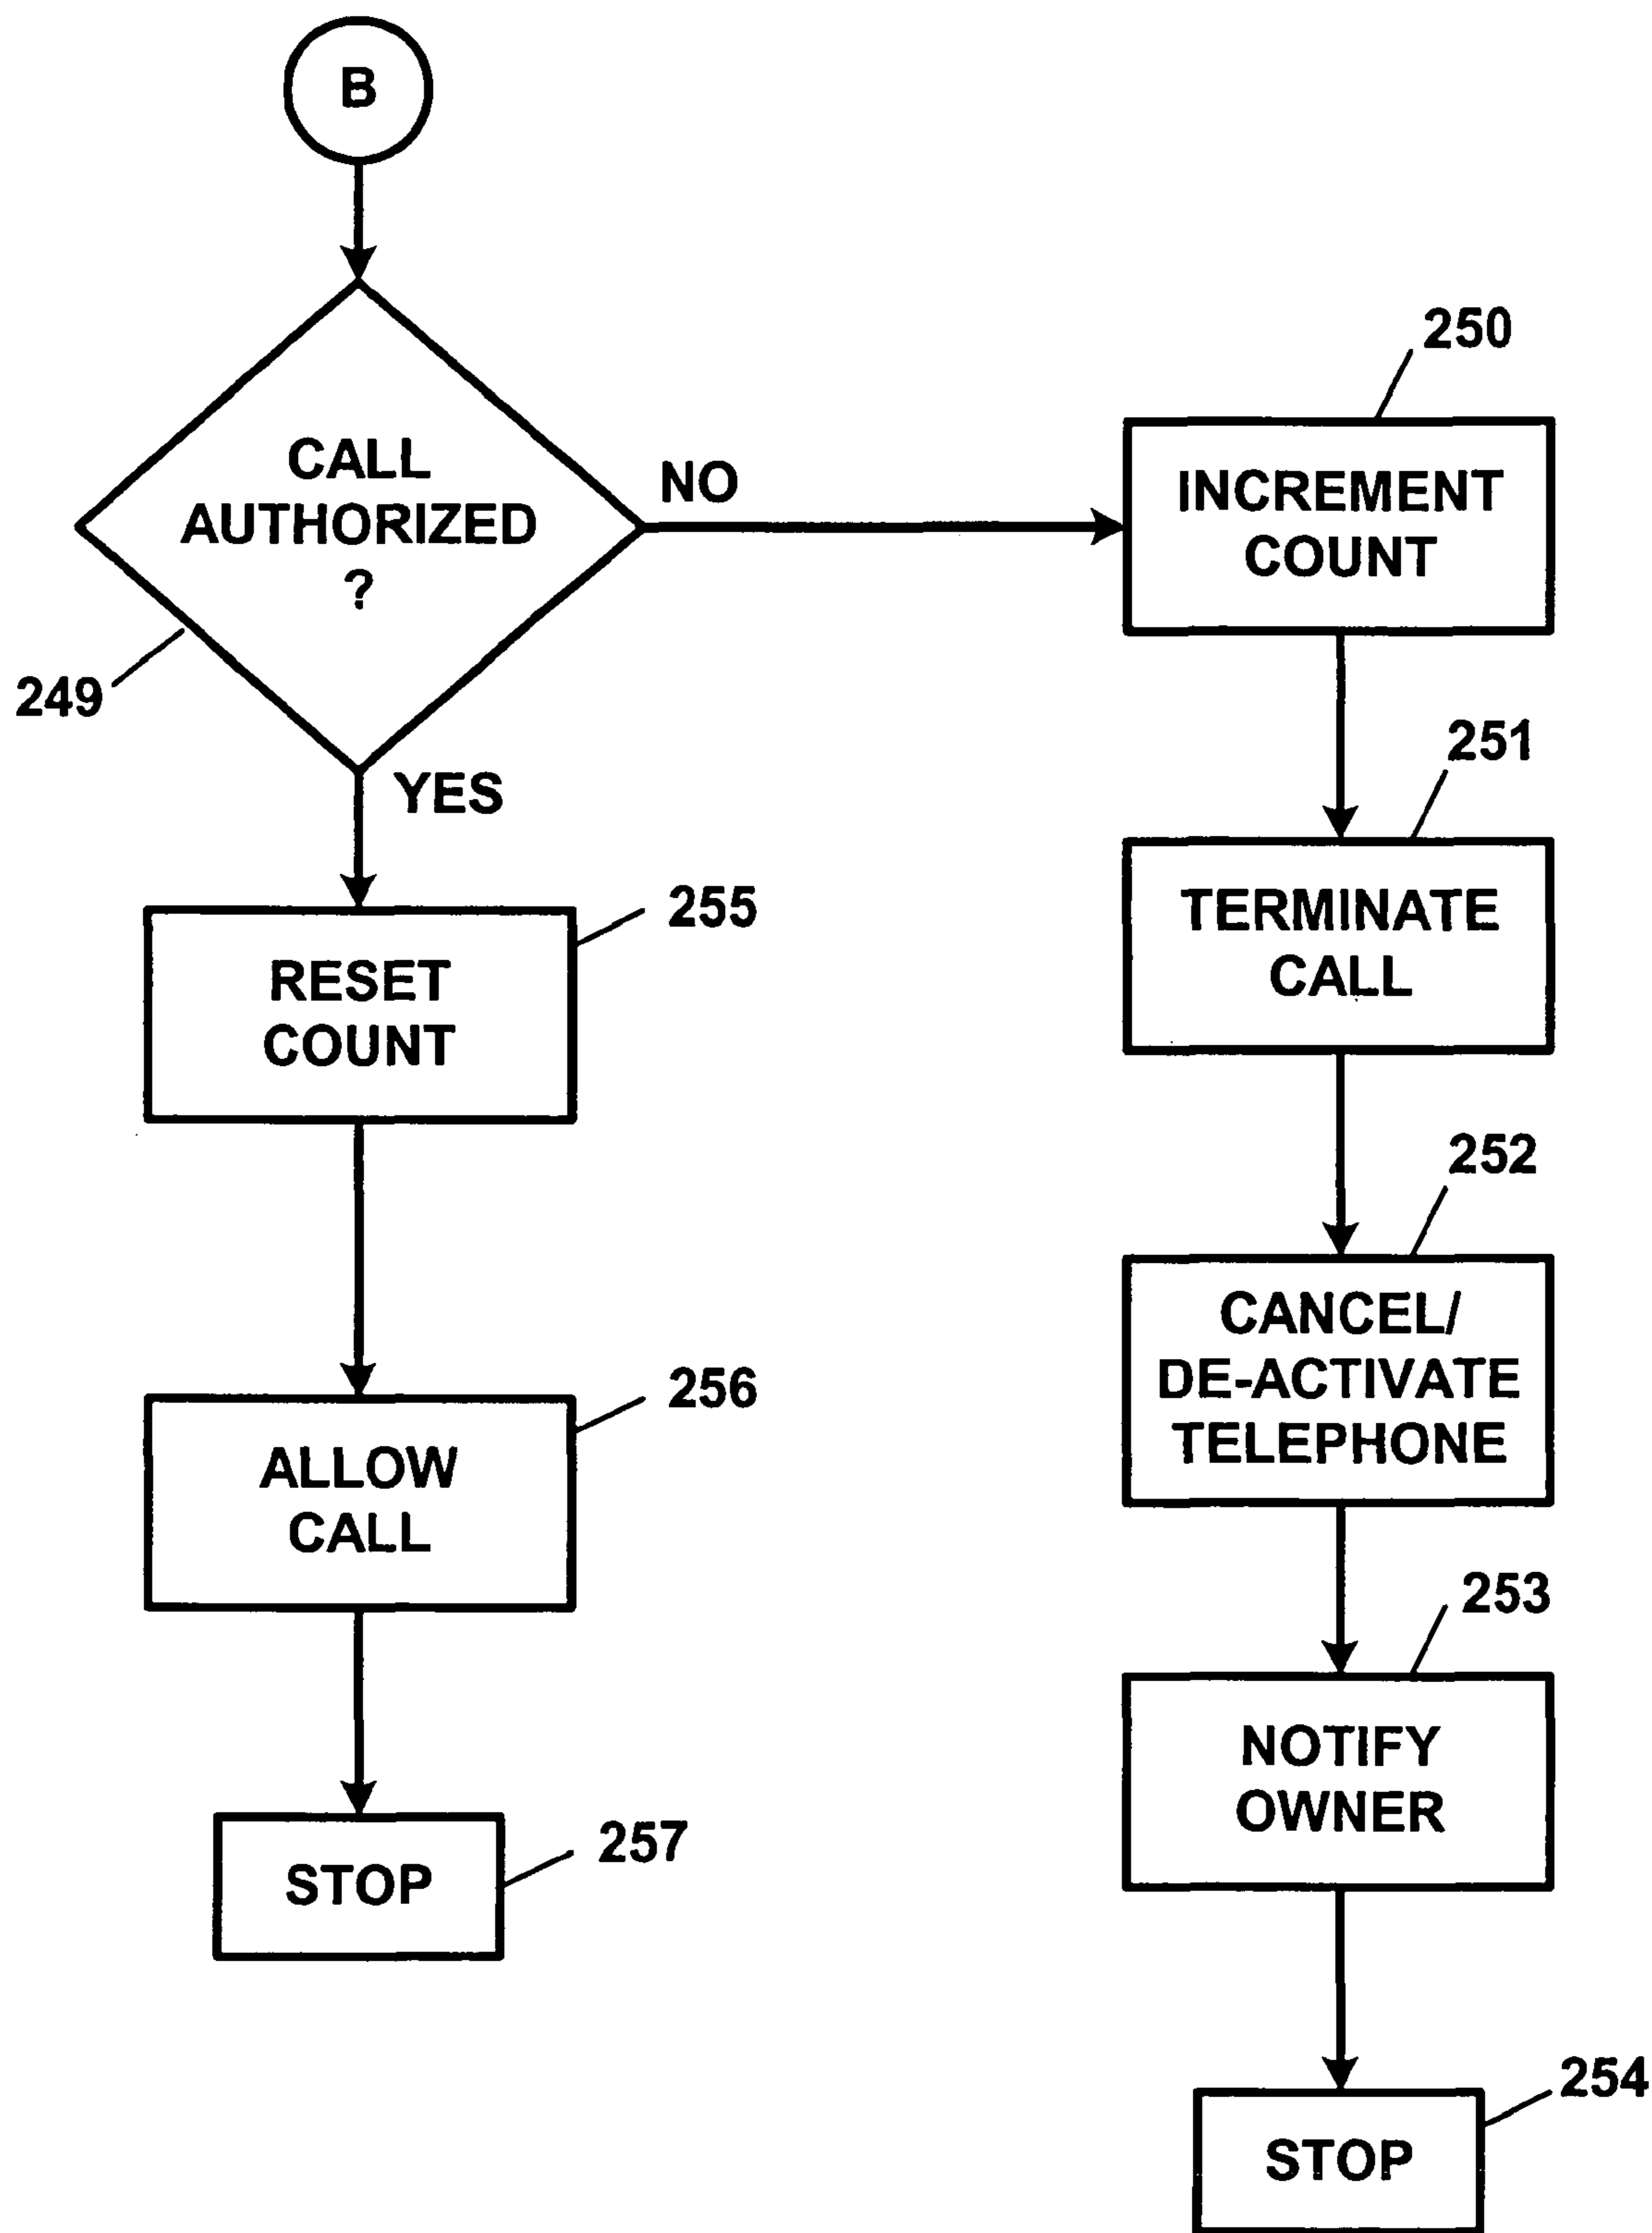 B
CALL
AUTHORIZED
?
249
NO
YES
255
RESET
COUNT
256
ALLOW
CALL
257
STOP
250
INCREMENT
COUNT
251
TERMINATE
CALL
252
CANCEL/
DE-ACTIVATE
TELEPHONE
253
NOTIFY
OWNER
254
STOP